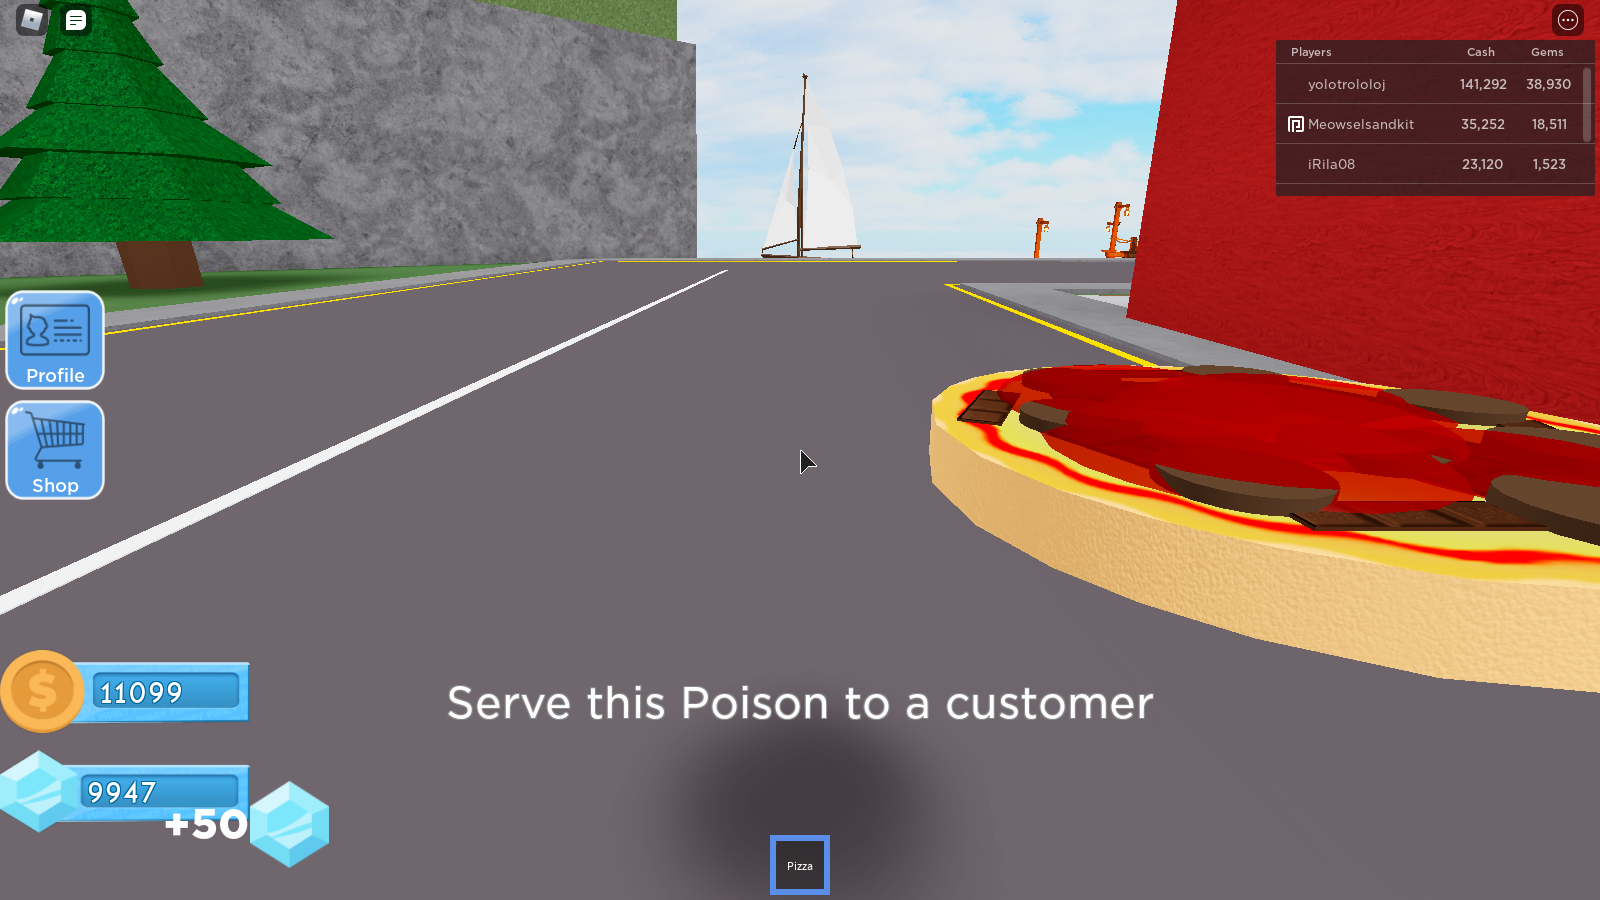 Players Cash Gems
yolotrololoj 141,292 38,930
Meowselsandkit 35,252 18,511
iRila08 23,120 1,523
Profile
Shop
$ 11099
Serve this Poison to a customer
9947
+50
Pizza